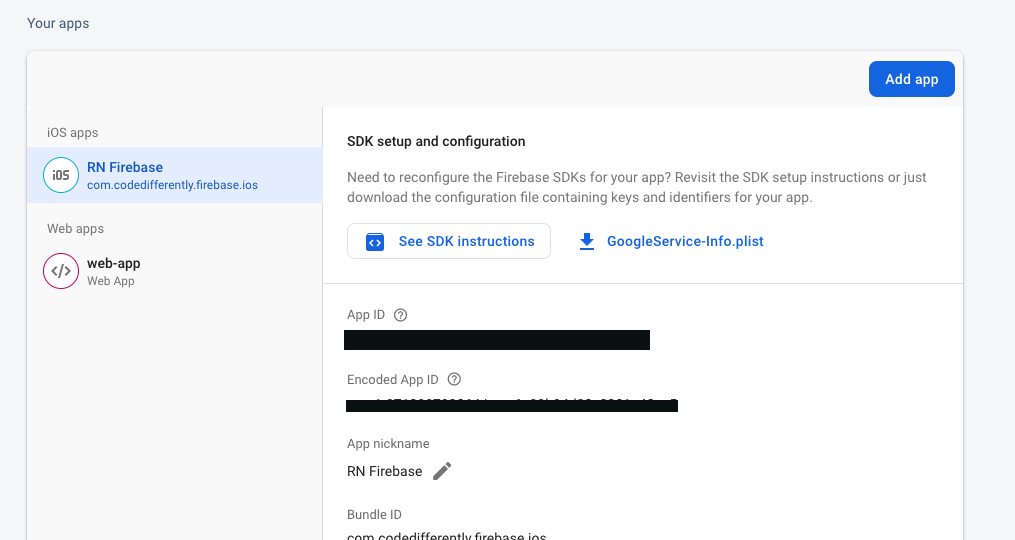 Your apps
Add app
iOS apps
iOS
RN Firebase
com.codedifferently.firebase.ios
Web apps
</>
web-app
Web App
SDK setup and configuration
Need to reconfigure the Firebase SDKs for your app? Revisit the SDK setup instructions or just
download the configuration file containing keys and identifiers for your app.
See SDK instructions
GoogleService-Info.plist
App ID
Encoded App ID
App nickname
RN Firebase
Bundle ID
com.codedifferently.firebase.ios